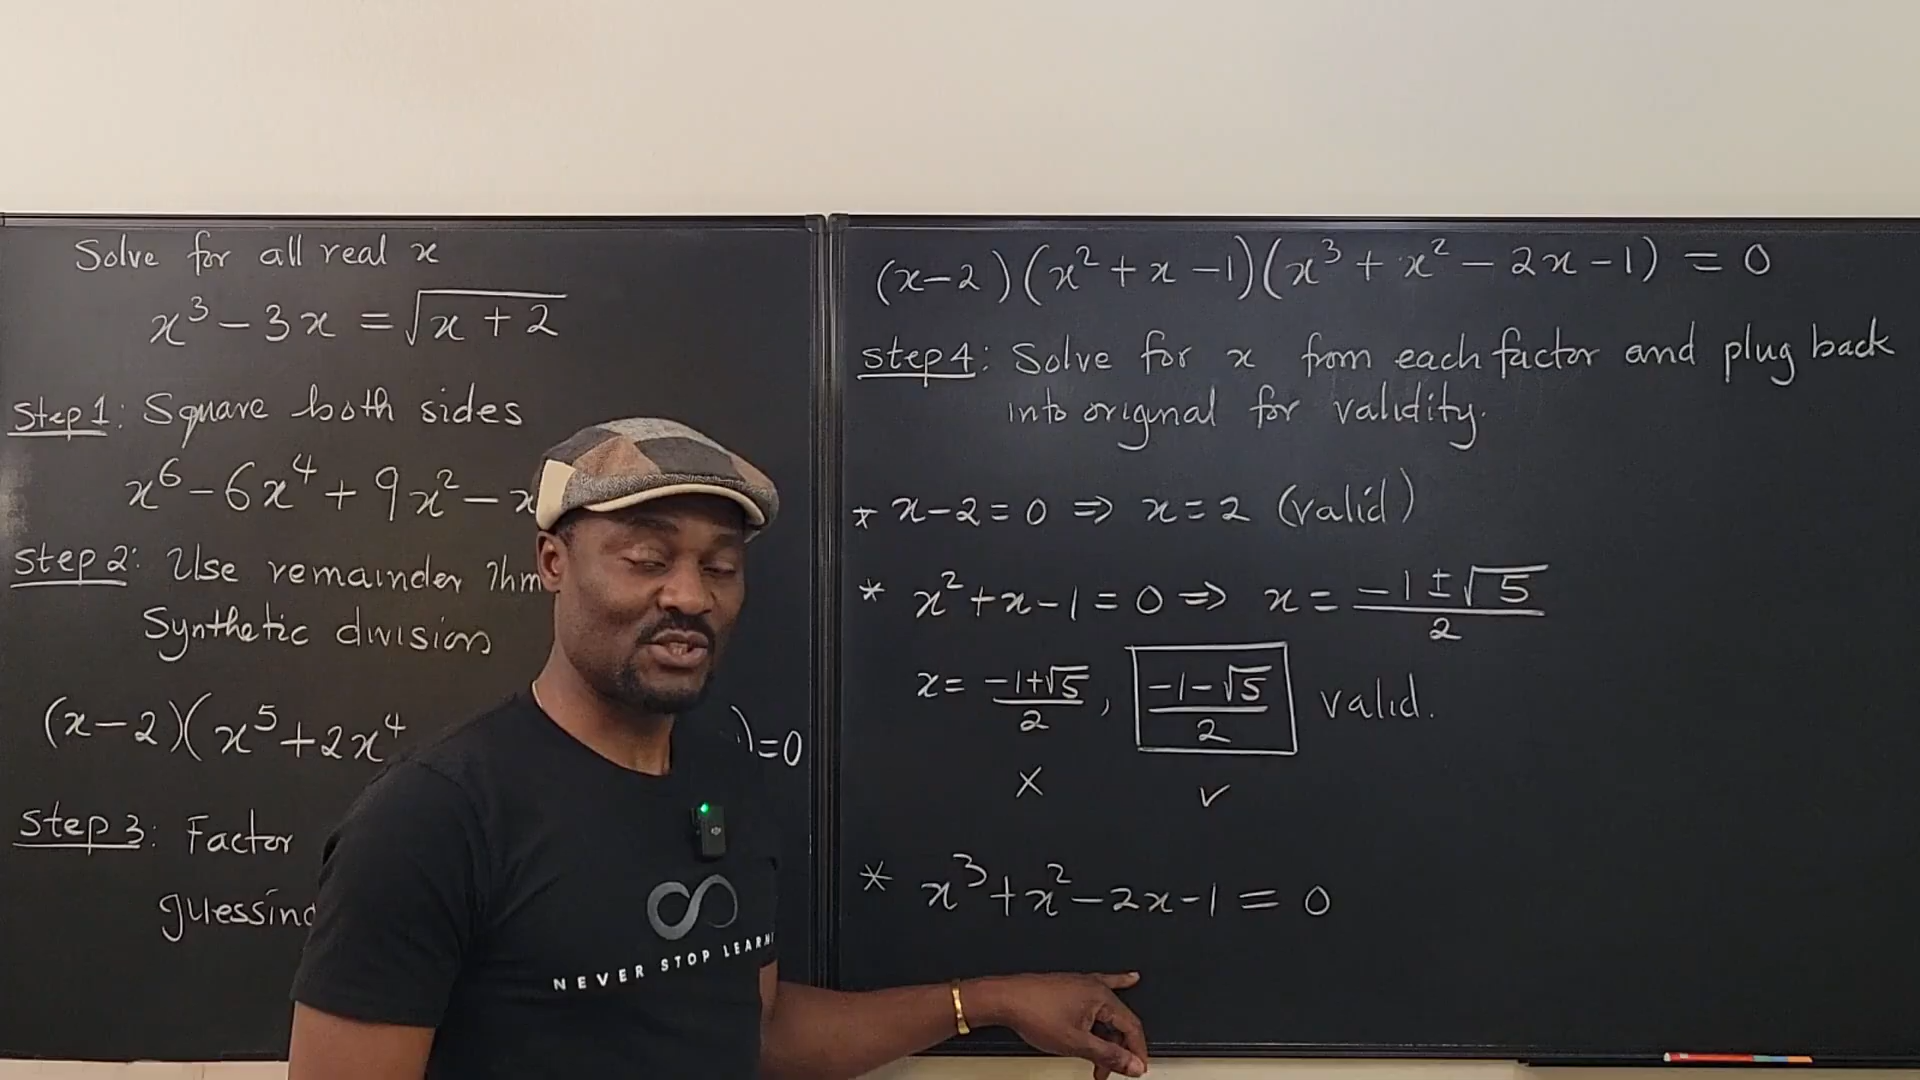 Solve for all real x
x³ - 3x = √(x + 2)
Step 1: Square both sides
x⁶ - 6x⁴ + 9x² - x
Step 2: Use remainder Thm
Synthetic division
(x-2)(x⁵+2x⁴ )=0
Step 3: Factor
guessing
(x-2)(x²+x-1)(x³+x²-2x-1) = 0
Step 4: Solve for x from each factor and plug back
into original for validity.
* x-2=0 ⇒ x=2 (valid)
* x²+x-1=0 ⇒ x = (-1±√5)/2
x= (-1+√5)/2, (-1-√5)/2 valid.
X ✓
* x³+x²-2x-1 = 0
NEVER STOP LEARN